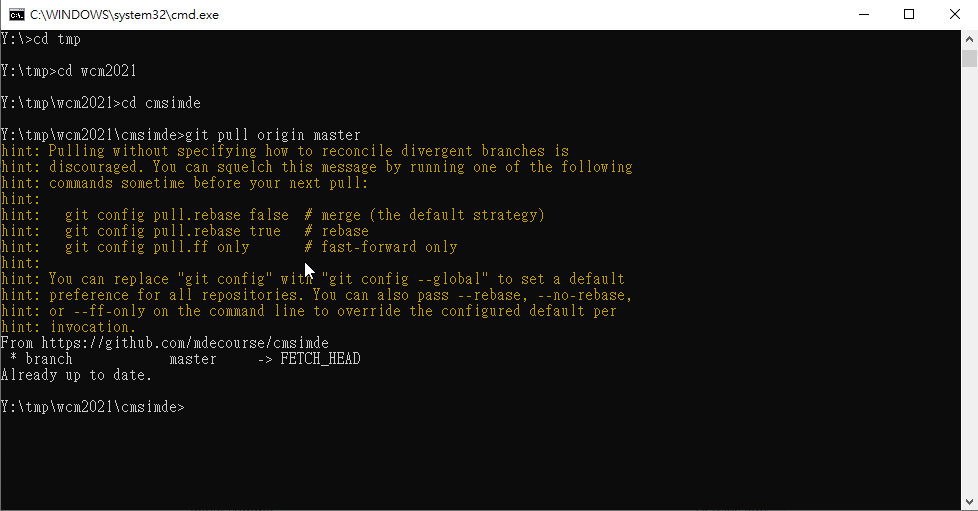 C:\WINDOWS\system32\cmd.exe
Y:\>cd tmp
Y:\tmp>cd wcm2021
Y:\tmp\wcm2021>cd cmsimde
Y:\tmp\wcm2021\cmsimde>git pull origin master
hint: Pulling without specifying how to reconcile divergent branches is
hint: discouraged. You can squelch this message by running one of the following
hint: commands sometime before your next pull:
hint:
hint:   git config pull.rebase false  # merge (the default strategy)
hint:   git config pull.rebase true   # rebase
hint:   git config pull.ff only       # fast-forward only
hint:
hint: You can replace "git config" with "git config --global" to set a default
hint: preference for all repositories. You can also pass --rebase, --no-rebase,
hint: or --ff-only on the command line to override the configured default per
hint: invocation.
From https://github.com/mdecourse/cmsimde
 * branch            master     -> FETCH_HEAD
Already up to date.
Y:\tmp\wcm2021\cmsimde>